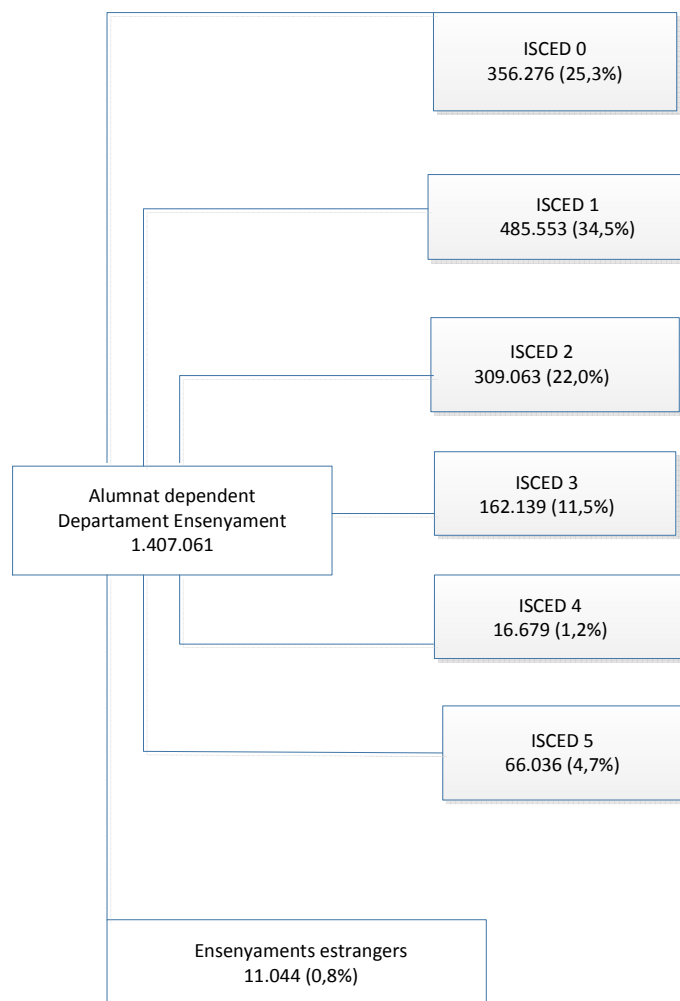 ISCED 0
356.276 (25,3%)
ISCED 1
485.553 (34,5%)
ISCED 2
309.063 (22,0%)
Alumnat dependent
Departament Ensenyament
1.407.061
ISCED 3
162.139 (11,5%)
ISCED 4
16.679 (1,2%)
ISCED 5
66.036 (4,7%)
Ensenyaments estrangers
11.044 (0,8%)